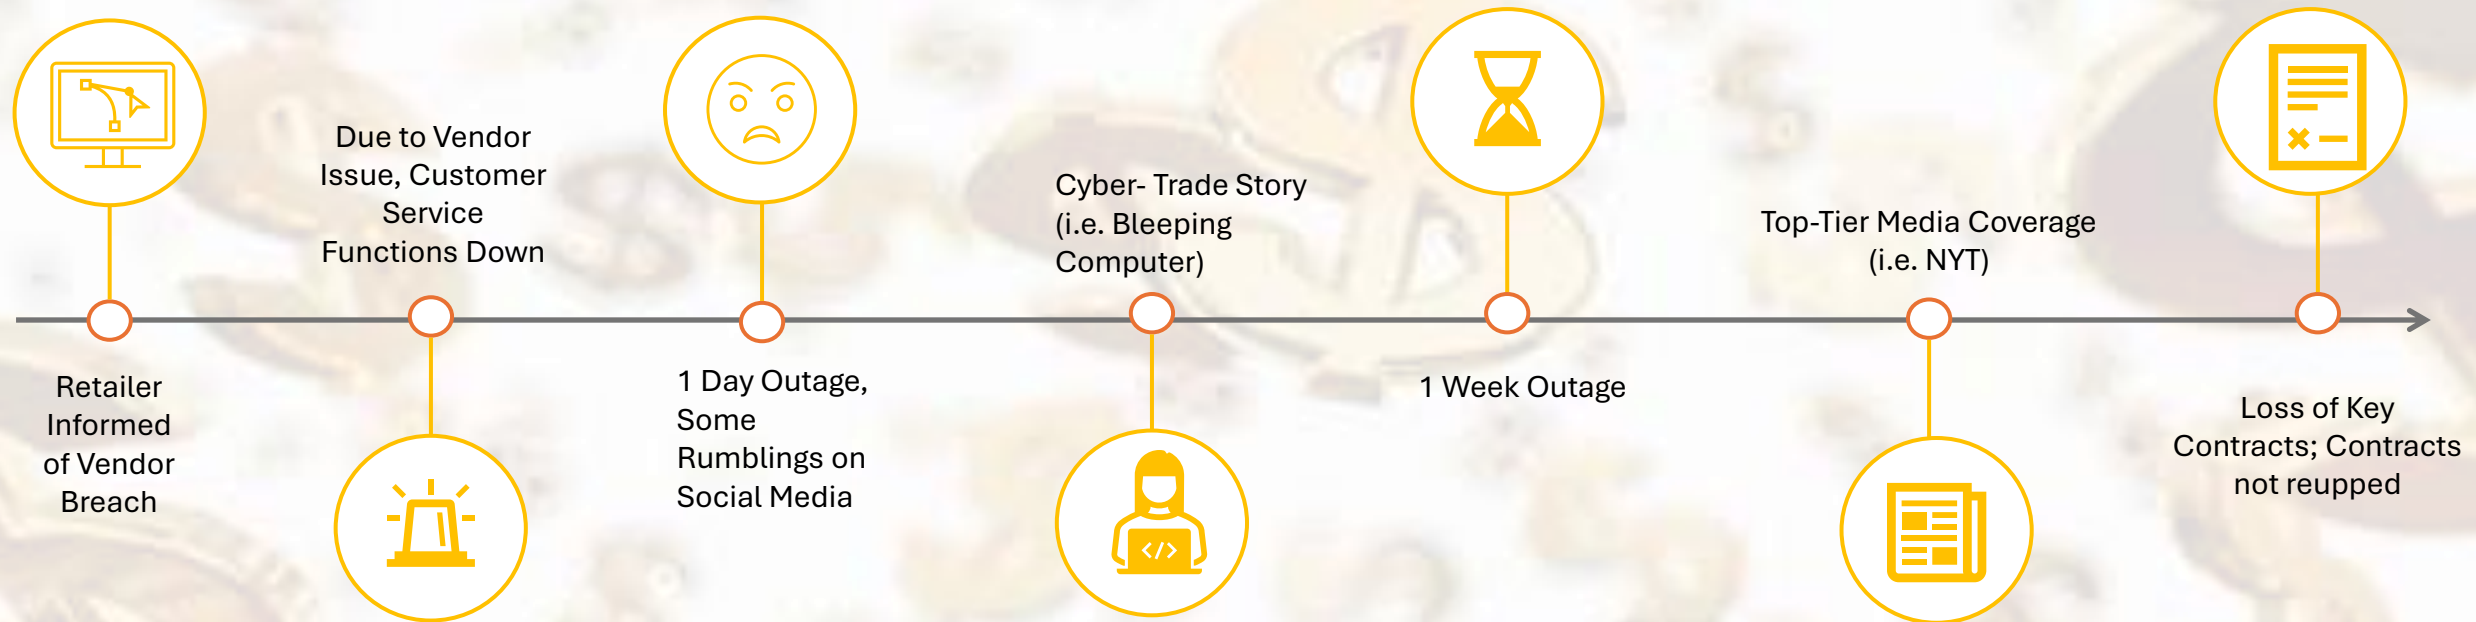 Retailer
Informed
of Vendor
Breach
Due to Vendor
Issue, Customer
Service
Functions Down
1 Day Outage,
Some
Rumblings on
Social Media
Cyber- Trade Story
(i.e. Bleeping
Computer)
</>
1 Week Outage
Top-Tier Media Coverage
(i.e. NYT)
Loss of Key
Contracts; Contracts
not reupped